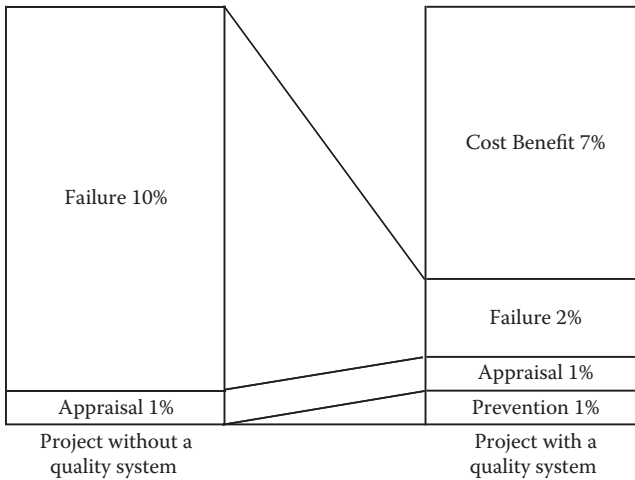 Failure 10%
Appraisal 1%
Project without a
quality system
Cost Benefit 7%
Failure 2%
Appraisal 1%
Prevention 1%
Project with a
quality system